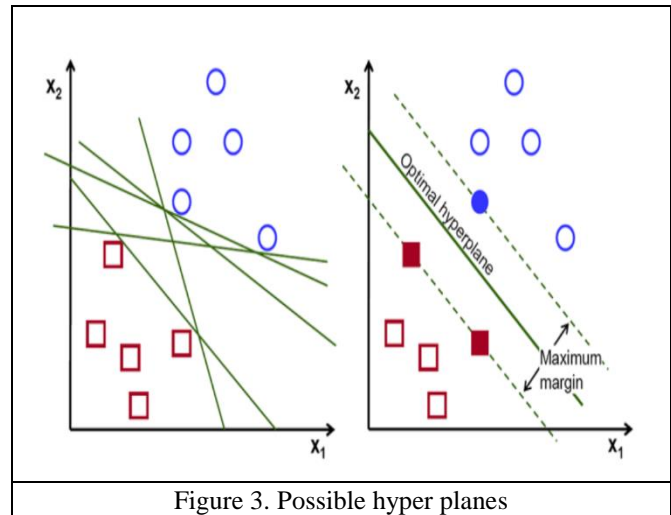 X₂
X₁
X₂
Optimal hyperplane
Maximum
margin
X₁
Figure 3. Possible hyper planes